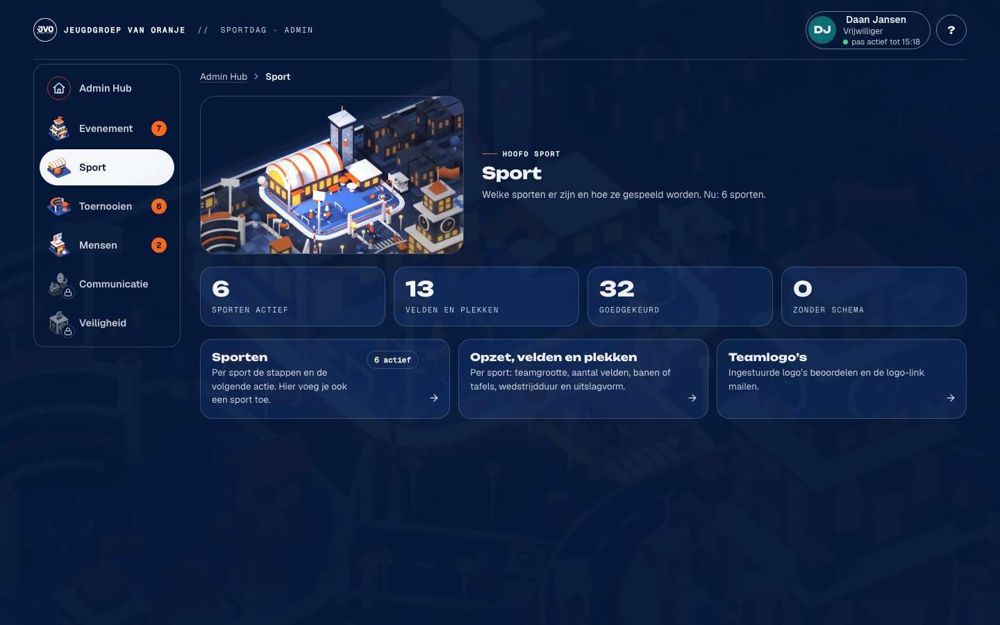 JVO JEUGDGROEP VAN ORANJE // SPORTDAG · ADMIN
DJ
Daan Jansen
Vrijwilliger
pas actief tot 15:18
?
Admin Hub
Evenement 7
Sport
Toernooien 6
Mensen 2
Communicatie
Veiligheid
Admin Hub > Sport
HOOFD SPORT
Sport
Welke sporten er zijn en hoe ze gespeeld worden. Nu: 6 sporten.
6
SPORTEN ACTIEF
13
VELDEN EN PLEKKEN
32
GOEDGEKEURD
0
ZONDER SCHEMA
Sporten
6 actief
Per sport de stappen en de
volgende actie. Hier voeg je ook
een sport toe.
→
Opzet, velden en plekken
Per sport: teamgrootte, aantal velden, banen of
tafels, wedstrijdduur en uitslagvorm.
→
Teamlogo’s
Ingestuurde logo’s beoordelen en de logo-link
mailen.
→